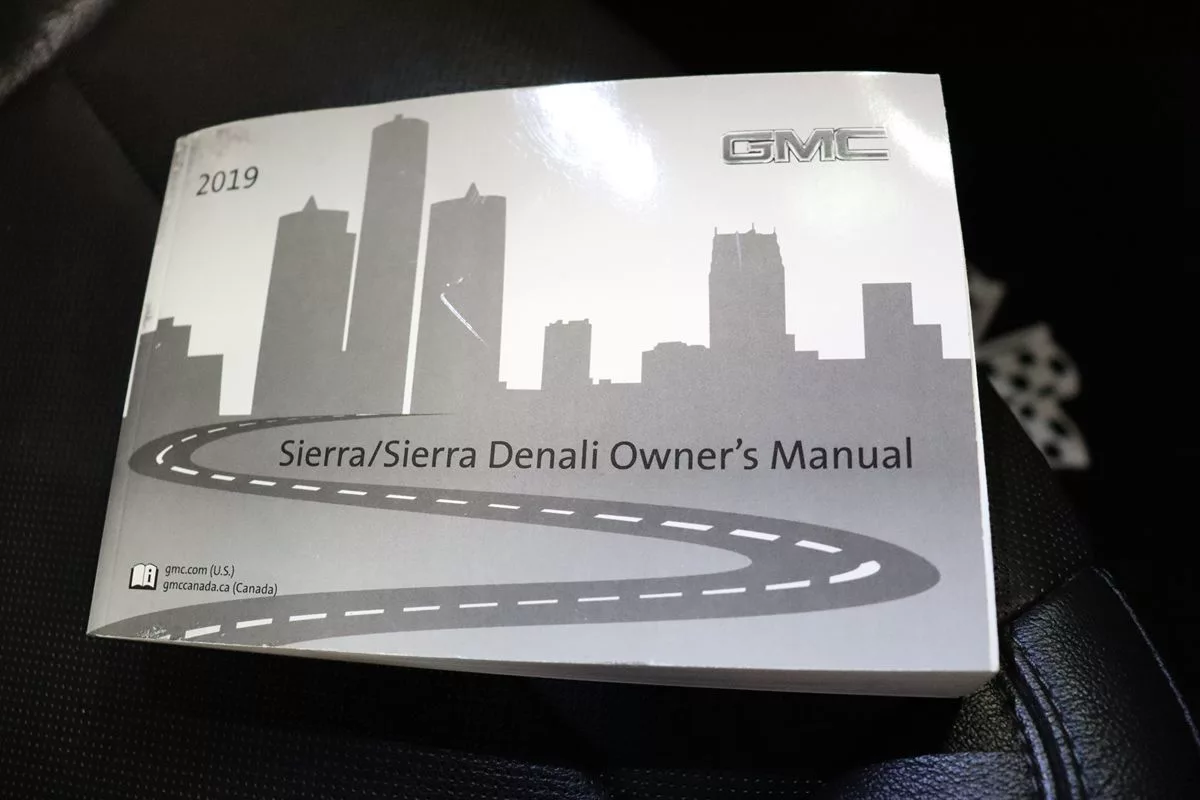 2019
GMC
Sierra/Sierra Denali Owner's Manual
gmc.com (U.S.)
gmccanada.ca (Canada)